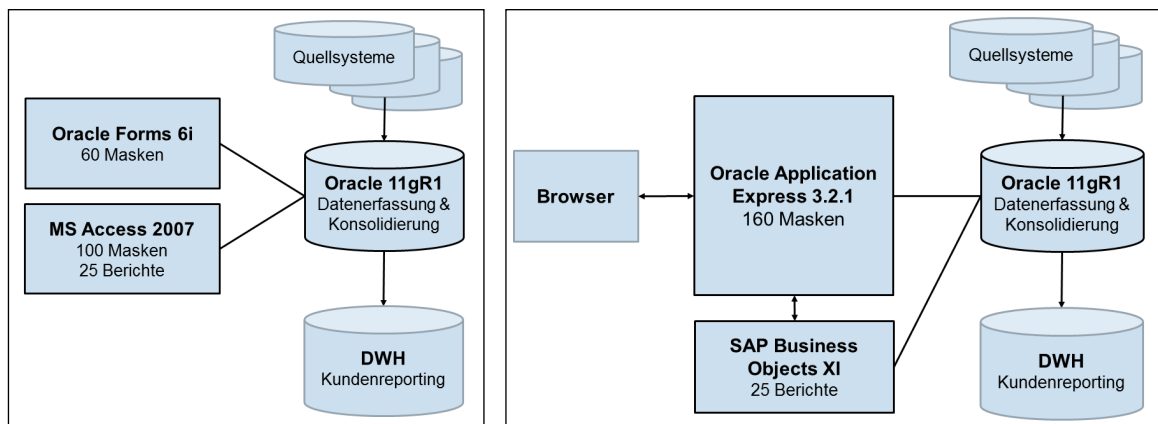 Quellsysteme
Oracle Forms 6i
60 Masken
MS Access 2007
100 Masken
25 Berichte
Oracle 11gR1
Datenerfassung &
Konsolidierung
DWH
Kundenreporting
Quellsysteme
Browser
Oracle Application
Express 3.2.1
160 Masken
SAP Business
Objects XI
25 Berichte
Oracle 11gR1
Datenerfassung &
Konsolidierung
DWH
Kundenreporting